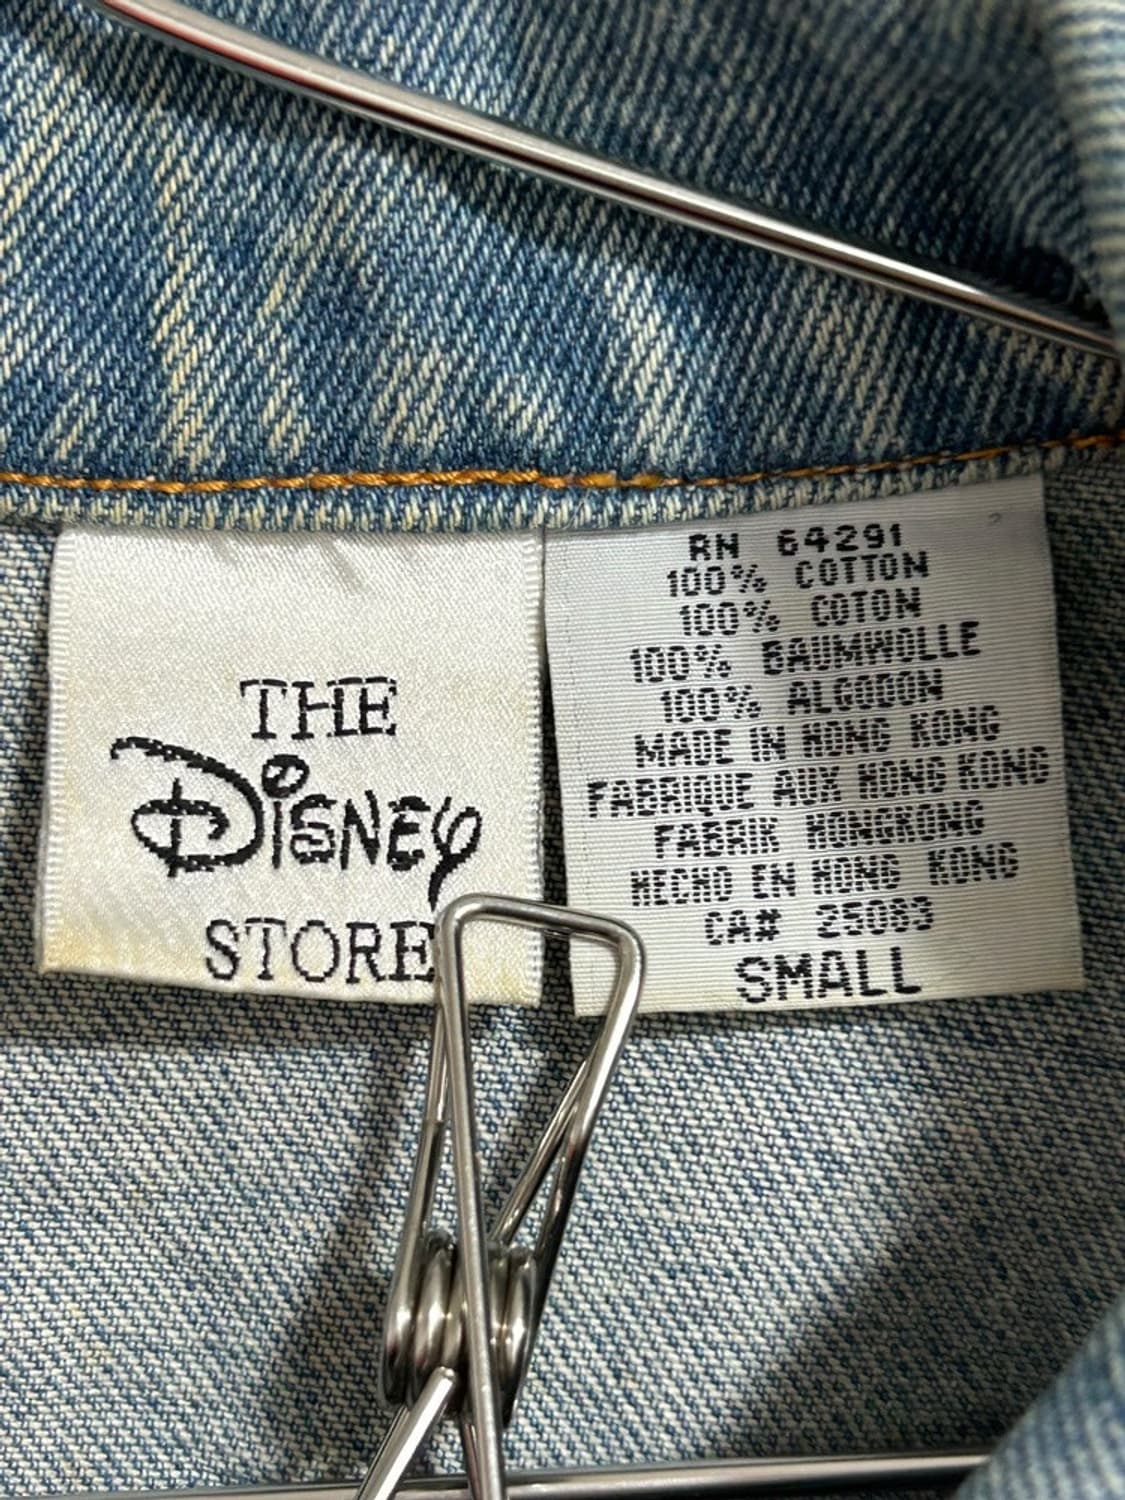 THE
Disney
STORE
RN 64291
100% COTTON
100% COTON
100% BAUMWOLLE
100% ALGODON
MADE IN HONG KONG
FABRIQUE AUX HONG KONG
FABRIK HONGKONG
HECHO EN HONG KONG
CA# 25083
SMALL